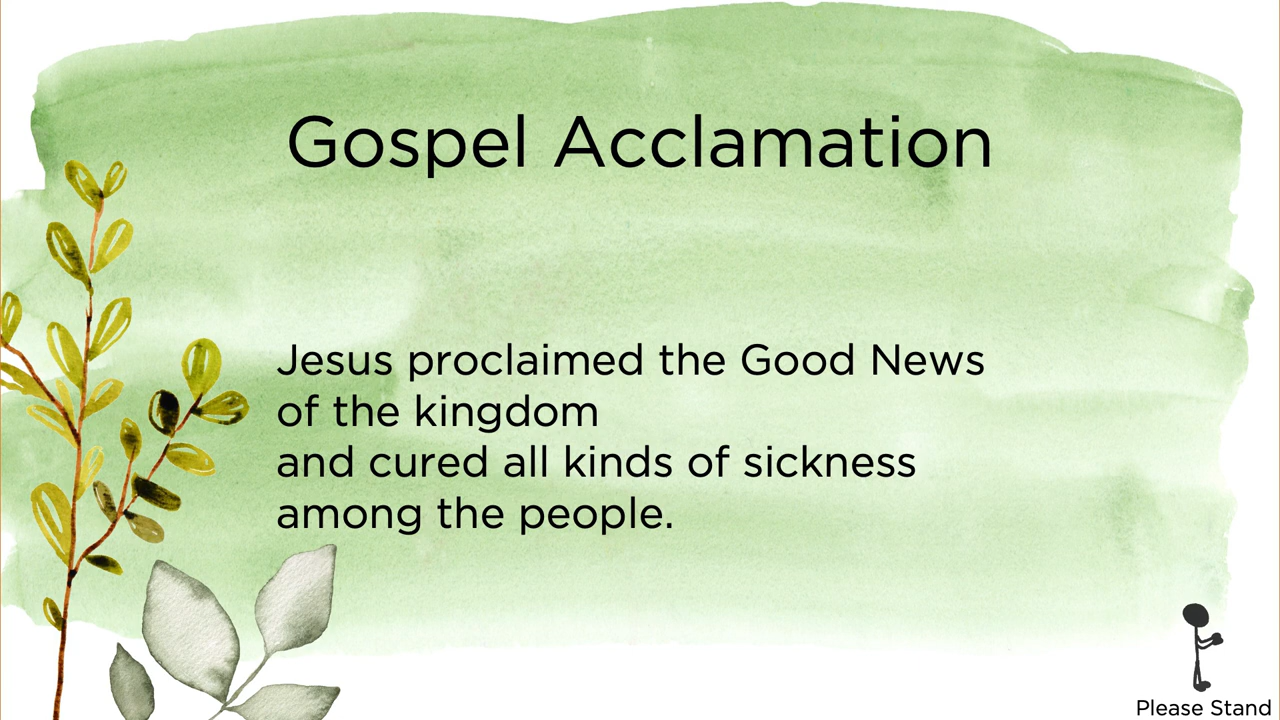 Gospel Acclamation
Jesus proclaimed the Good News
of the kingdom
and cured all kinds of sickness
among the people.
Please Stand